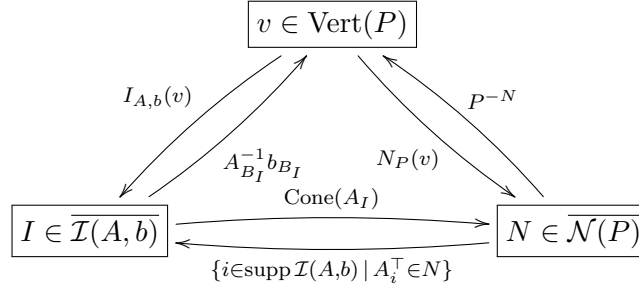 v ∈ Vert(P)
I_{A,b}(v)
P^{-N}
A_{B_I}^{-1} b_{B_I}
N_P(v)
Cone(A_I)
I ∈ \overline{\mathcal{I}(A, b)}
N ∈ \overline{\mathcal{N}(P)}
{i∈supp \mathcal{I}(A,b) | A_i^⊤∈N}